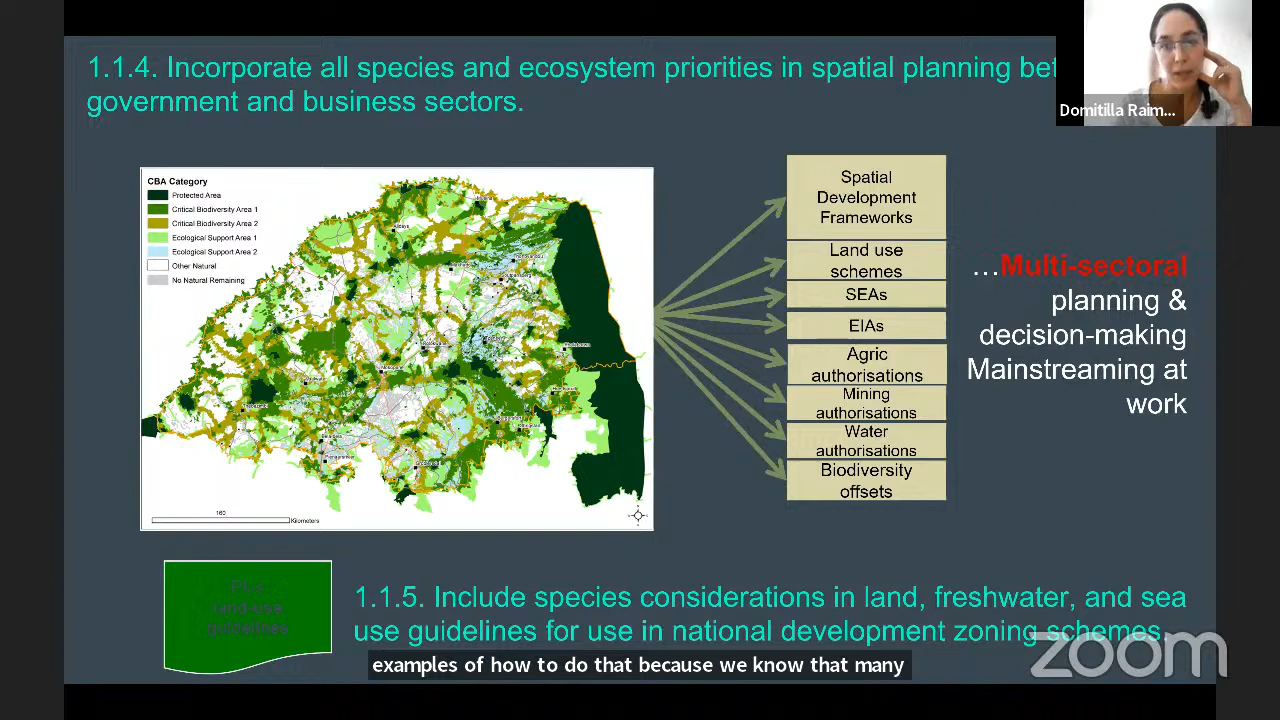 1.1.4. Incorporate all species and ecosystem priorities in spatial planning
government and business sectors.
Domitilla Raim...
CBA Category
Protected Area
Critical Biodiversity Area 1
Critical Biodiversity Area 2
Ecological Support Area 1
Ecological Support Area 2
Other Natural
No Natural Remaining
160
Kilometers
Spatial
Development
Frameworks
Land use
schemes
SEAs
EIAs
Agric
authorisations
Mining
authorisations
Water
authorisations
Biodiversity
offsets
...Multi-sectoral
planning &
decision-making
Mainstreaming at
work
Plus
land-use
guidelines
1.1.5. Include species considerations in land, freshwater, and sea
use guidelines for use in national development zoning schemes.
zoom
examples of how to do that because we know that many